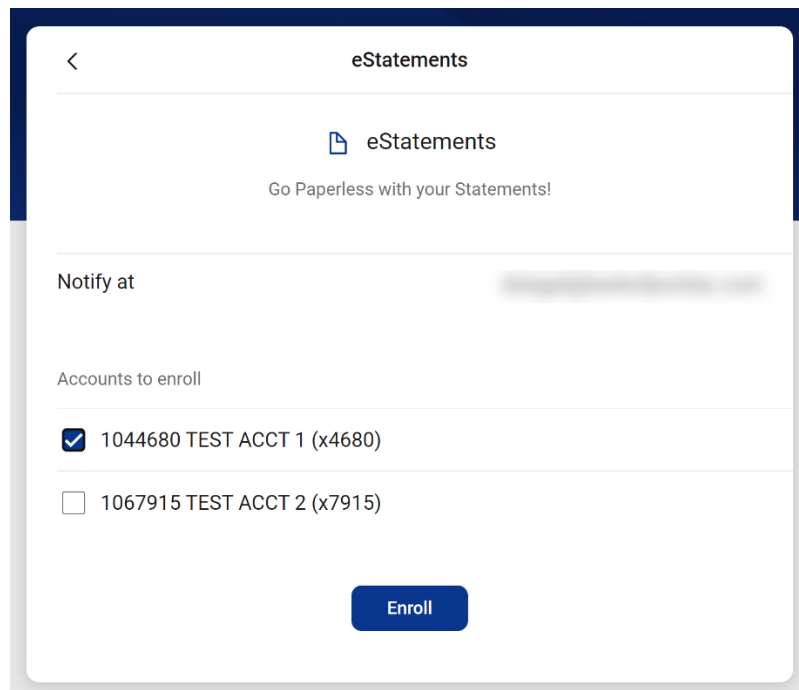 eStatements
eStatements
Go Paperless with your Statements!
Notify at
Accounts to enroll
1044680 TEST ACCT 1 (x4680)
1067915 TEST ACCT 2 (x7915)
Enroll